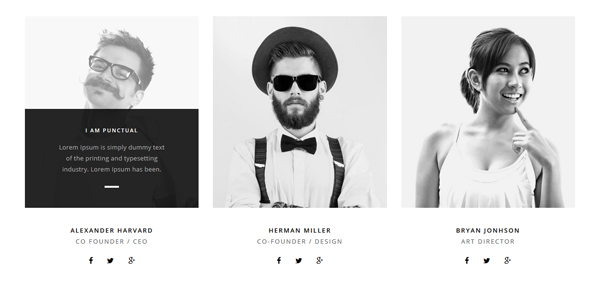 I AM PUNCTUAL
Lorem Ipsum is simply dummy text
of the printing and typesetting
industry. Lorem Ipsum has been.
ALEXANDER HARVARD
CO FOUNDER / CEO
HERMAN MILLER
CO-FOUNDER / DESIGN
BRYAN JONHSON
ART DIRECTOR